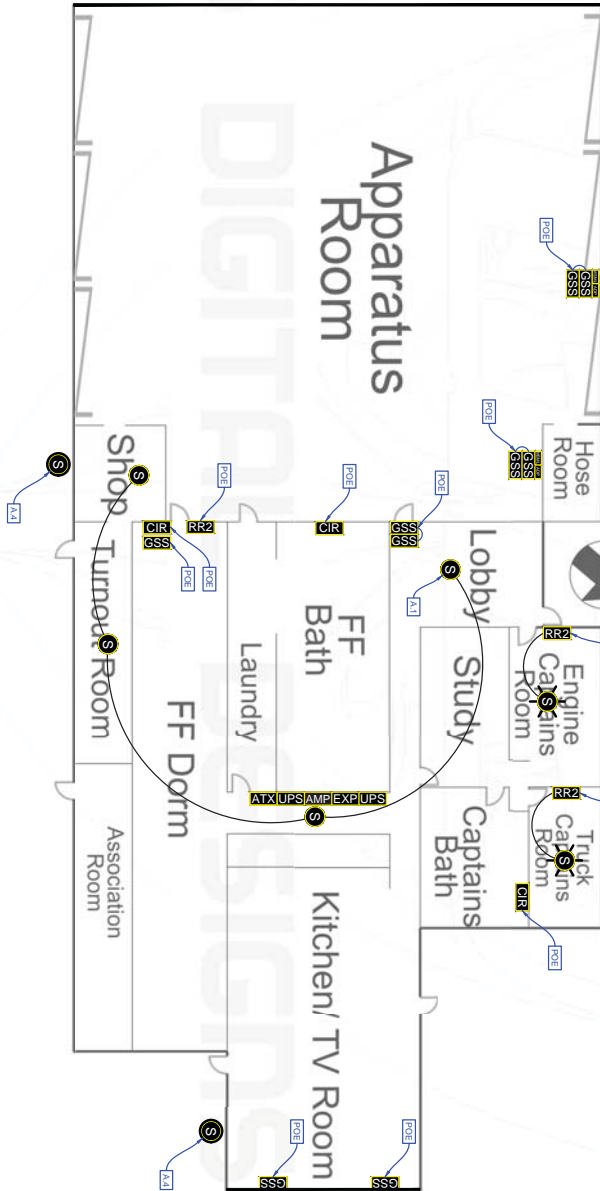 Apparatus
Room
DIGITAL DESIGNS
POE
GSS
GSS
POE
GSS
GSS
Hose
Room
POE
POE
POE
Shop
S
S
A.4
CIR
GSS
RR2
POE
POE
CIR
GSS
GSS
Lobby
S
A.1
FF
Bath
Laundry
Study
RR2
Engine
Captains
Room
S
Turnout Room
S
FF Dorm
ATX
UPS
AMP
EXP
UPS
S
RR2
Truck
Captains
Room
S
Captains
Bath
CIR
POE
Association
Room
Kitchen/ TV Room
S
A.4
POE
GSS
POE
GSS